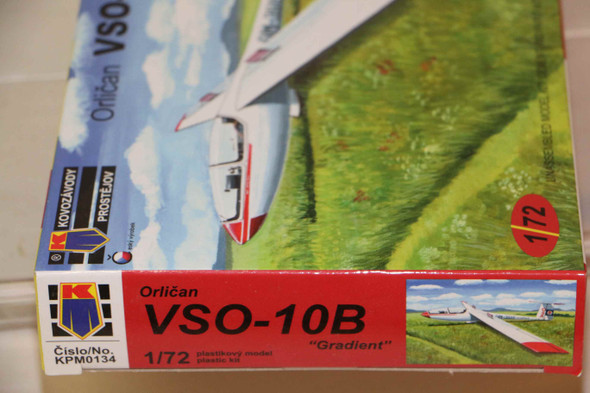 Orličan VSO
KOVOZÁVODY
PROSTĚJOV
K
®
1/72
K
Číslo/No.
KPM0134
Orličan
VSO-10B
"Gradient"
1/72
plastikový model
plastic kit